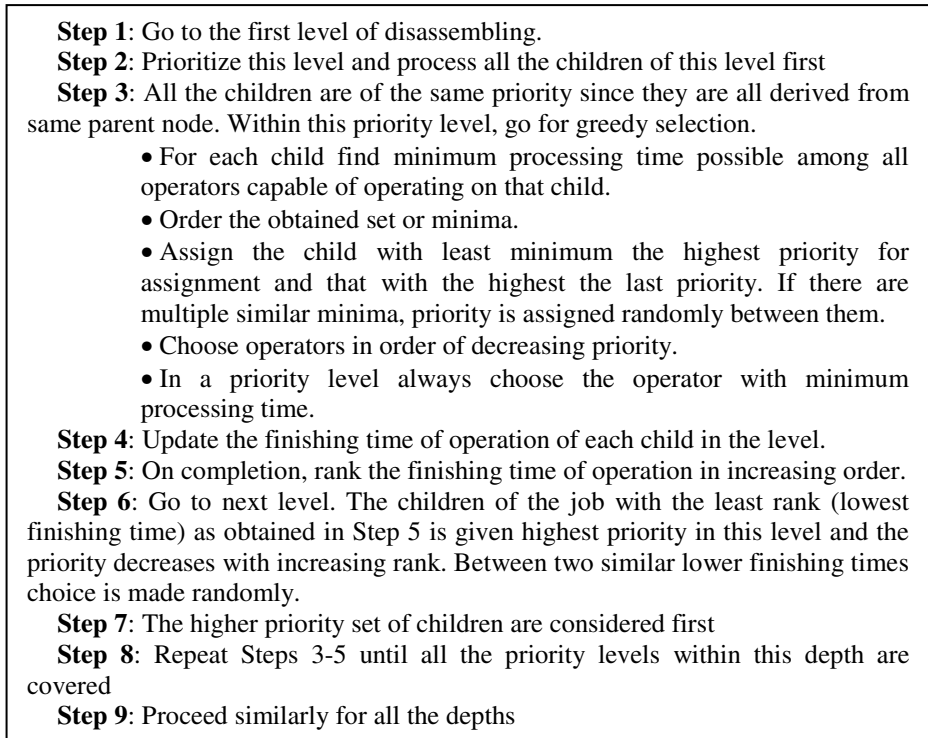 Step 1: Go to the first level of disassembling.
Step 2: Prioritize this level and process all the children of this level first
Step 3: All the children are of the same priority since they are all derived from
same parent node. Within this priority level, go for greedy selection.
• For each child find minimum processing time possible among all
operators capable of operating on that child.
• Order the obtained set or minima.
• Assign the child with least minimum the highest priority for
assignment and that with the highest the last priority. If there are
multiple similar minima, priority is assigned randomly between them.
• Choose operators in order of decreasing priority.
• In a priority level always choose the operator with minimum
processing time.
Step 4: Update the finishing time of operation of each child in the level.
Step 5: On completion, rank the finishing time of operation in increasing order.
Step 6: Go to next level. The children of the job with the least rank (lowest
finishing time) as obtained in Step 5 is given highest priority in this level and the
priority decreases with increasing rank. Between two similar lower finishing times
choice is made randomly.
Step 7: The higher priority set of children are considered first
Step 8: Repeat Steps 3-5 until all the priority levels within this depth are
covered
Step 9: Proceed similarly for all the depths